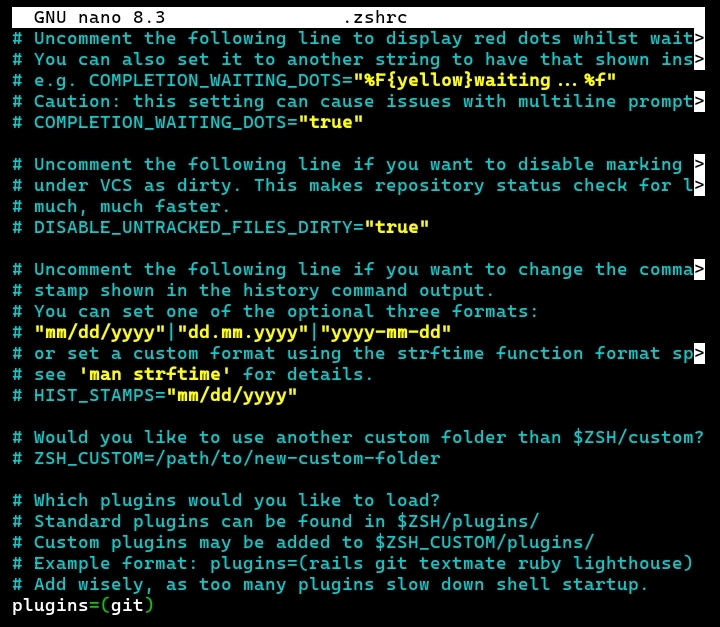 GNU nano 8.3 .zshrc
# Uncomment the following line to display red dots whilst wait>
# You can also set it to another string to have that shown ins>
# e.g. COMPLETION_WAITING_DOTS="%F{yellow}waiting...%f"
# Caution: this setting can cause issues with multiline prompt>
# COMPLETION_WAITING_DOTS="true"

# Uncomment the following line if you want to disable marking >
# under VCS as dirty. This makes repository status check for l>
# much, much faster.
# DISABLE_UNTRACKED_FILES_DIRTY="true"

# Uncomment the following line if you want to change the comma>
# stamp shown in the history command output.
# You can set one of the optional three formats:
# "mm/dd/yyyy"|"dd.mm.yyyy"|"yyyy-mm-dd"
# or set a custom format using the strftime function format sp>
# see 'man strftime' for details.
# HIST_STAMPS="mm/dd/yyyy"

# Would you like to use another custom folder than $ZSH/custom?
# ZSH_CUSTOM=/path/to/new-custom-folder

# Which plugins would you like to load?
# Standard plugins can be found in $ZSH/plugins/
# Custom plugins may be added to $ZSH_CUSTOM/plugins/
# Example format: plugins=(rails git textmate ruby lighthouse)
# Add wisely, as too many plugins slow down shell startup.
plugins=(git)